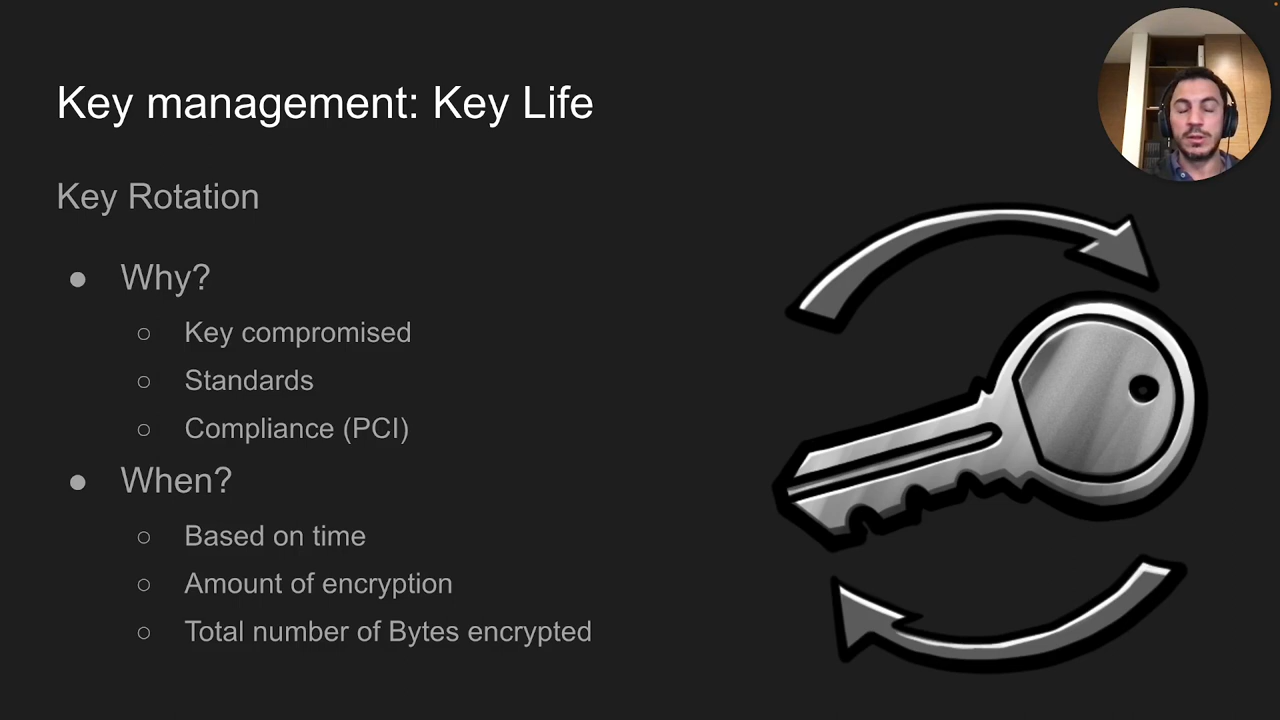 Key management: Key Life
Key Rotation
● Why?
○ Key compromised
○ Standards
○ Compliance (PCI)
● When?
○ Based on time
○ Amount of encryption
○ Total number of Bytes encrypted